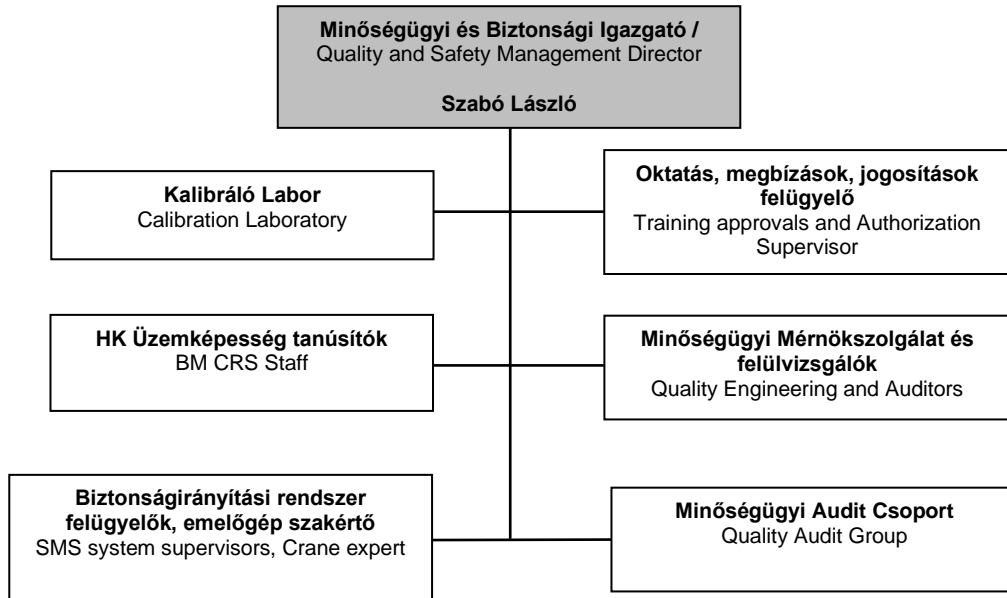 Minőségügyi és Biztonsági Igazgató /
Quality and Safety Management Director
Szabó László
Kalibráló Labor
Calibration Laboratory
Oktatás, megbízások, jogosítások
felügyelő
Training approvals and Authorization
Supervisor
HK Üzemképesség tanúsítók
BM CRS Staff
Minőségügyi Mérnökszolgálat és
felülvizsgálók
Quality Engineering and Auditors
Biztonságirányítási rendszer
felügyelők, emelőgép szakértő
SMS system supervisors, Crane expert
Minőségügyi Audit Csoport
Quality Audit Group